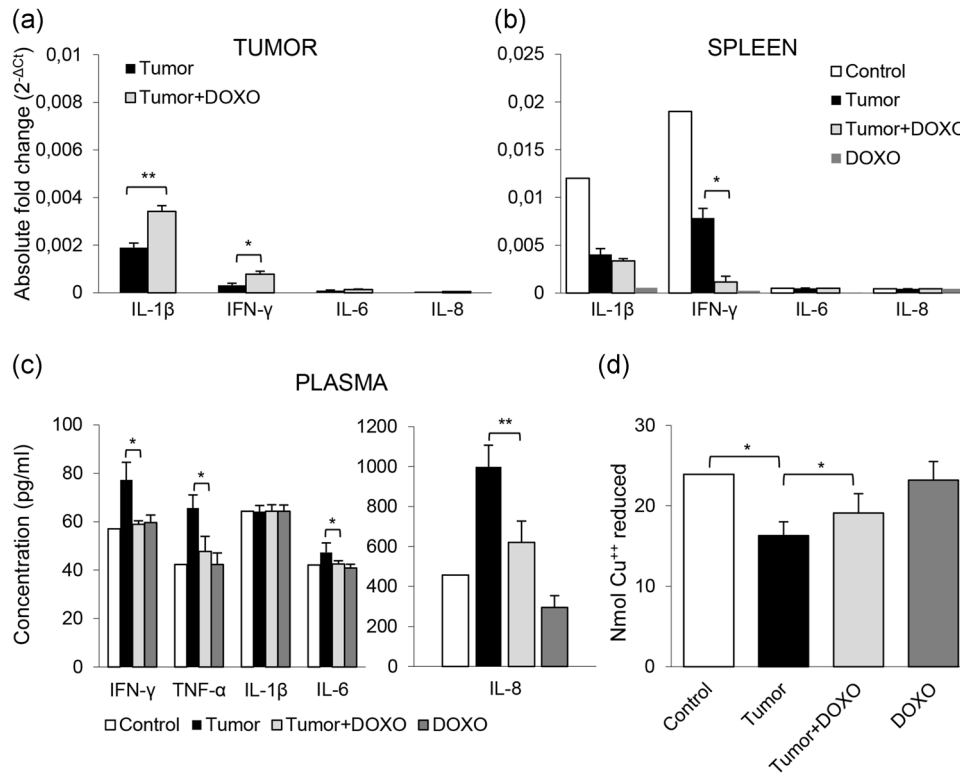 (a)
TUMOR
Absolute fold change (2-ΔCt)
0,01
0,008
0,006
0,004
0,002
0
Tumor
Tumor+DOXO
**
*
IL-1β IFN-γ IL-6 IL-8
(b)
SPLEEN
0,025
0,02
0,015
0,01
0,005
0
Control
Tumor
Tumor+DOXO
DOXO
*
IL-1β IFN-γ IL-6 IL-8
(c)
PLASMA
Concentration (pg/ml)
100
80
60
40
20
0
*
*
*
IFN-γ TNF-α IL-1β IL-6
1200
1000
800
600
400
200
0
**
IL-8
Control Tumor Tumor+DOXO DOXO
(d)
Nmol Cu++ reduced
30
20
10
0
*
*
Control Tumor Tumor+DOXO DOXO